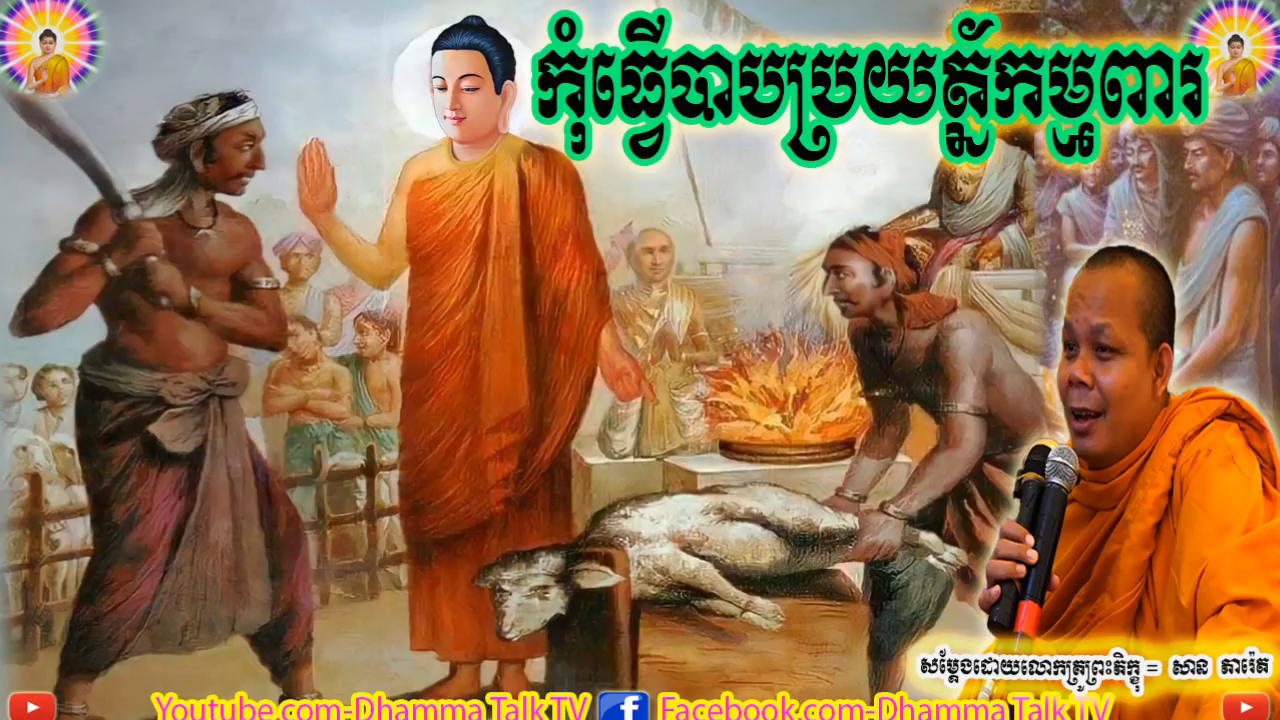 កុំធ្វើបាបប្រយត្ន័កម្មពារ
សម្តែងដោយលោកគ្រូព្រះភិក្ខុ = សាន ភារ៉េត
Youtube.com-Dhamma Talk TV f Facebook.com-Dhamma Talk TV